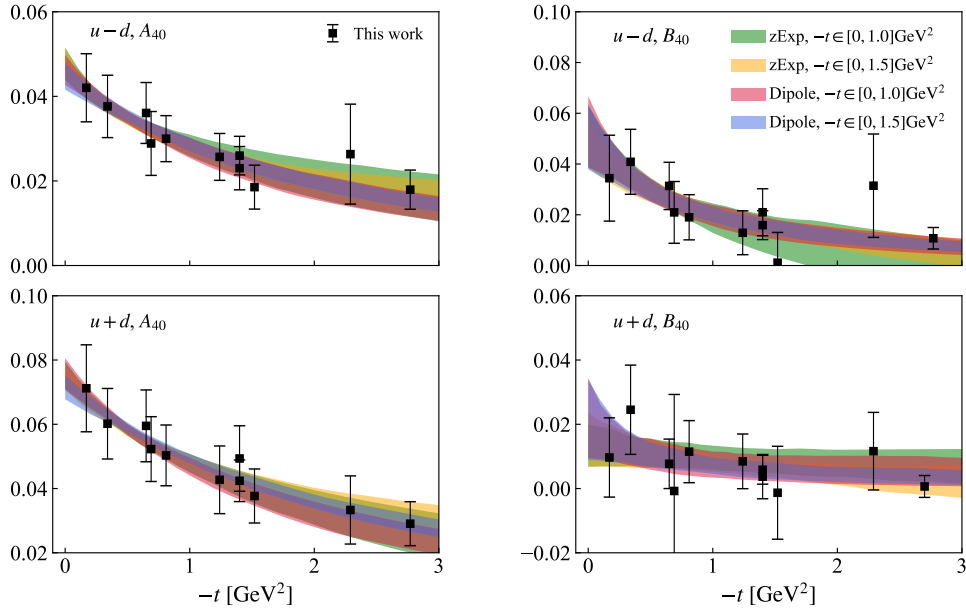 0.06
0.04
0.02
0.00
u−d, A₄₀
This work
0.10
0.08
0.06
0.04
0.02
0.00
u−d, B₄₀
zExp, −t∈[0, 1.0]GeV²
zExp, −t∈[0, 1.5]GeV²
Dipole, −t∈[0, 1.0]GeV²
Dipole, −t∈[0, 1.5]GeV²
0.10
0.08
0.06
0.04
0.02
u+d, A₄₀
0 1 2 3
−t [GeV²]
0.06
0.04
0.02
0.00
−0.02
u+d, B₄₀
0 1 2 3
−t [GeV²]